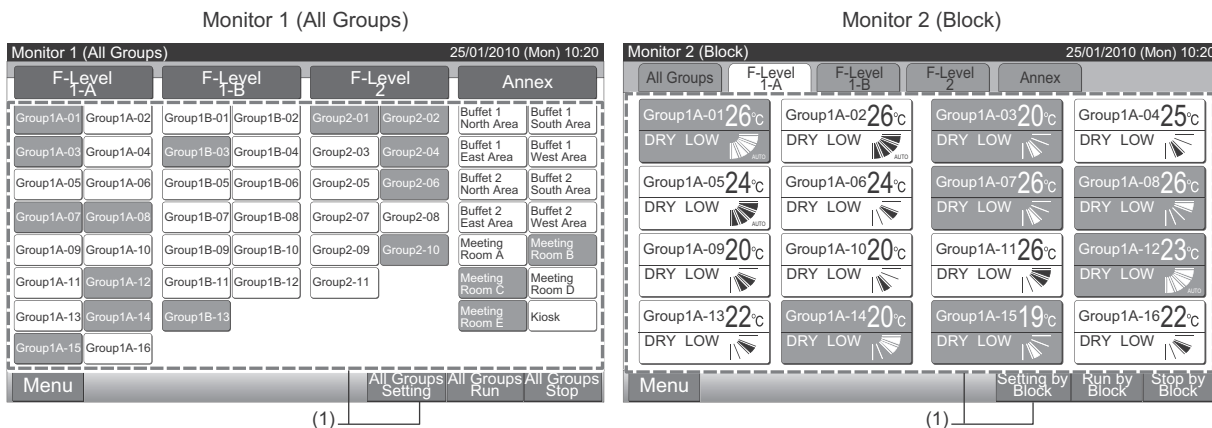 Monitor 1 (All Groups)
Monitor 1 (All Groups) 25/01/2010 (Mon) 10:20
F-Level 1-A
F-Level 1-B
F-Level 2
Annex
Group1A-01 Group1A-02 Group1B-01 Group1B-02 Group2-01 Group2-02 Buffet 1 North Area Buffet 1 South Area
Group1A-03 Group1A-04 Group1B-03 Group1B-04 Group2-03 Group2-04 Buffet 1 East Area Buffet 1 West Area
Group1A-05 Group1A-06 Group1B-05 Group1B-06 Group2-05 Group2-06 Buffet 2 North Area Buffet 2 South Area
Group1A-07 Group1A-08 Group1B-07 Group1B-08 Group2-07 Group2-08 Buffet 2 East Area Buffet 2 West Area
Group1A-09 Group1A-10 Group1B-09 Group1B-10 Group2-09 Group2-10 Meeting Room A Meeting Room B
Group1A-11 Group1A-12 Group1B-11 Group1B-12 Group2-11 Meeting Room C Meeting Room D
Group1A-13 Group1A-14 Group1B-13 Meeting Room E Kiosk
Group1A-15 Group1A-16
Menu
All Groups Setting
All Groups Run
All Groups Stop
(1)
Monitor 2 (Block)
Monitor 2 (Block) 25/01/2010 (Mon) 10:20
All Groups
F-Level 1-A
F-Level 1-B
F-Level 2
Annex
Group1A-01 26°C Group1A-02 26°C Group1A-03 20°C Group1A-04 25°C
DRY LOW AUTO DRY LOW AUTO DRY LOW DRY LOW
Group1A-05 24°C Group1A-06 24°C Group1A-07 26°C Group1A-08 26°C
DRY LOW AUTO DRY LOW DRY LOW DRY LOW
Group1A-09 20°C Group1A-10 20°C Group1A-11 26°C Group1A-12 23°C
DRY LOW DRY LOW DRY LOW DRY LOW AUTO
Group1A-13 22°C Group1A-14 20°C Group1A-15 19°C Group1A-16 22°C
DRY LOW DRY LOW DRY LOW DRY LOW
Menu
Setting by Block
Run by Block
Stop by Block
(1)